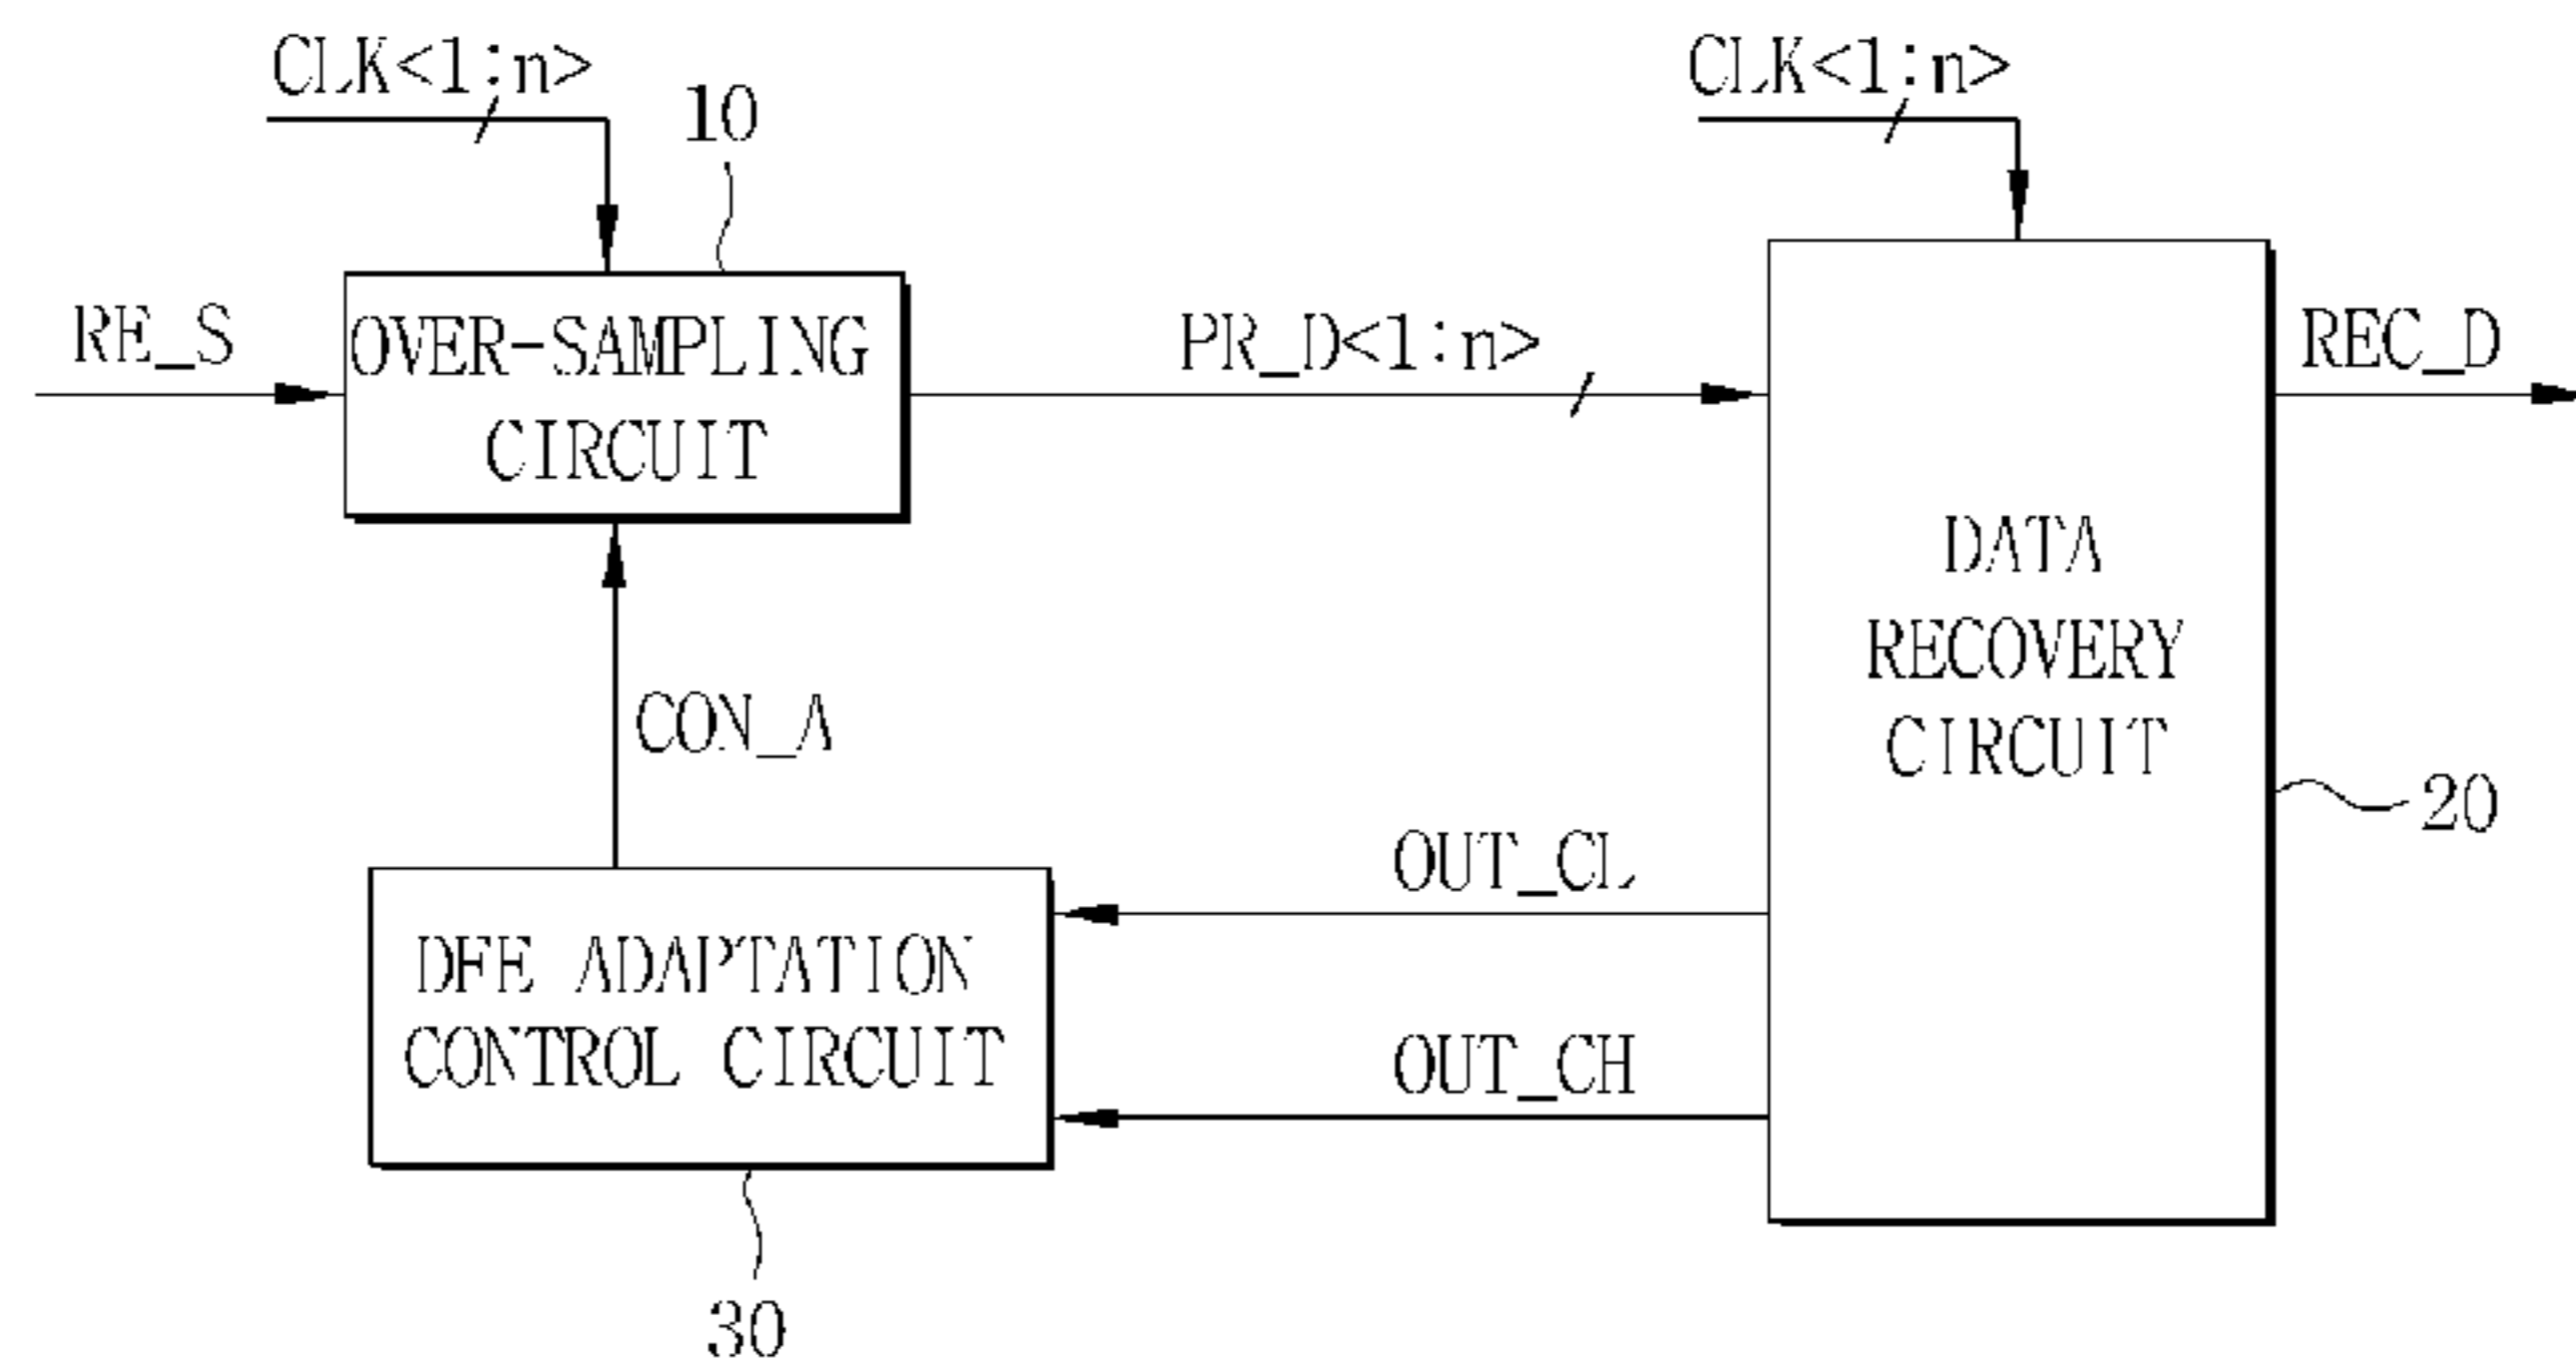 CLK<1:n>
CLK<1:n>
10
RE_S
OVER-SAMPLING
CIRCUIT
PR_D<1:n>
REC_D
DATA
RECOVERY
CIRCUIT
CON_A
20
OUT_CL
DFE ADAPTATION
CONTROL CIRCUIT
OUT_CH
30